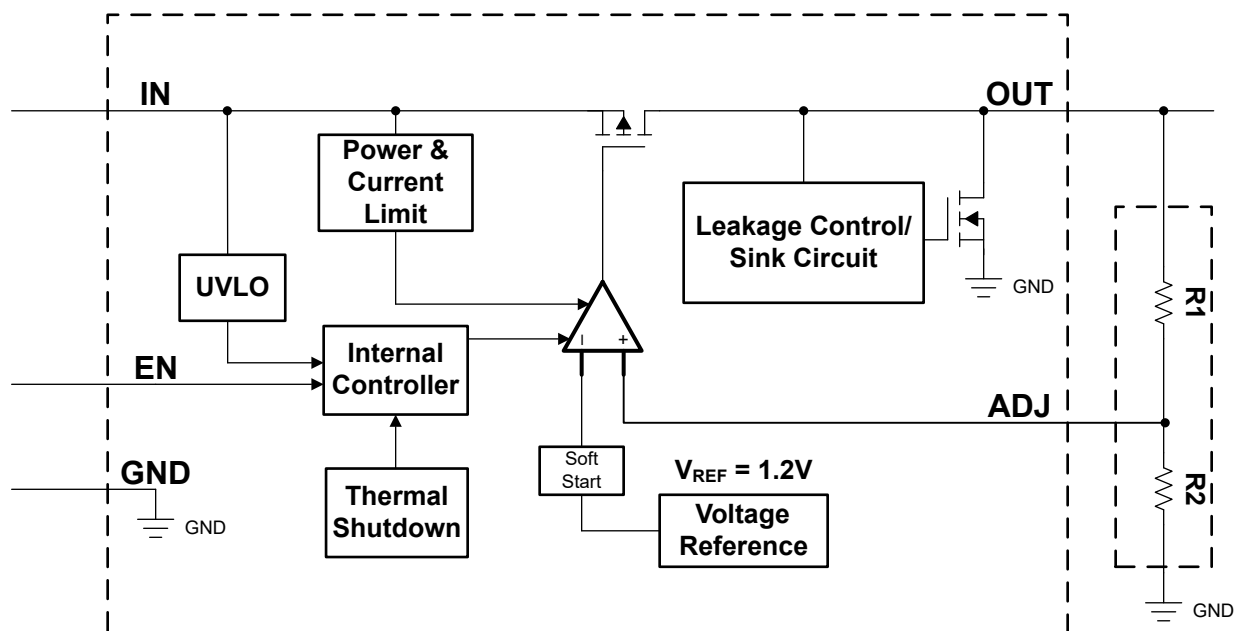 IN
OUT
Power &
Current
Limit
Leakage Control/
Sink Circuit
GND
UVLO
R1
EN
Internal
Controller
I
+
ADJ
GND
GND
Thermal
Shutdown
Soft
Start
VREF = 1.2V
Voltage
Reference
R2
GND